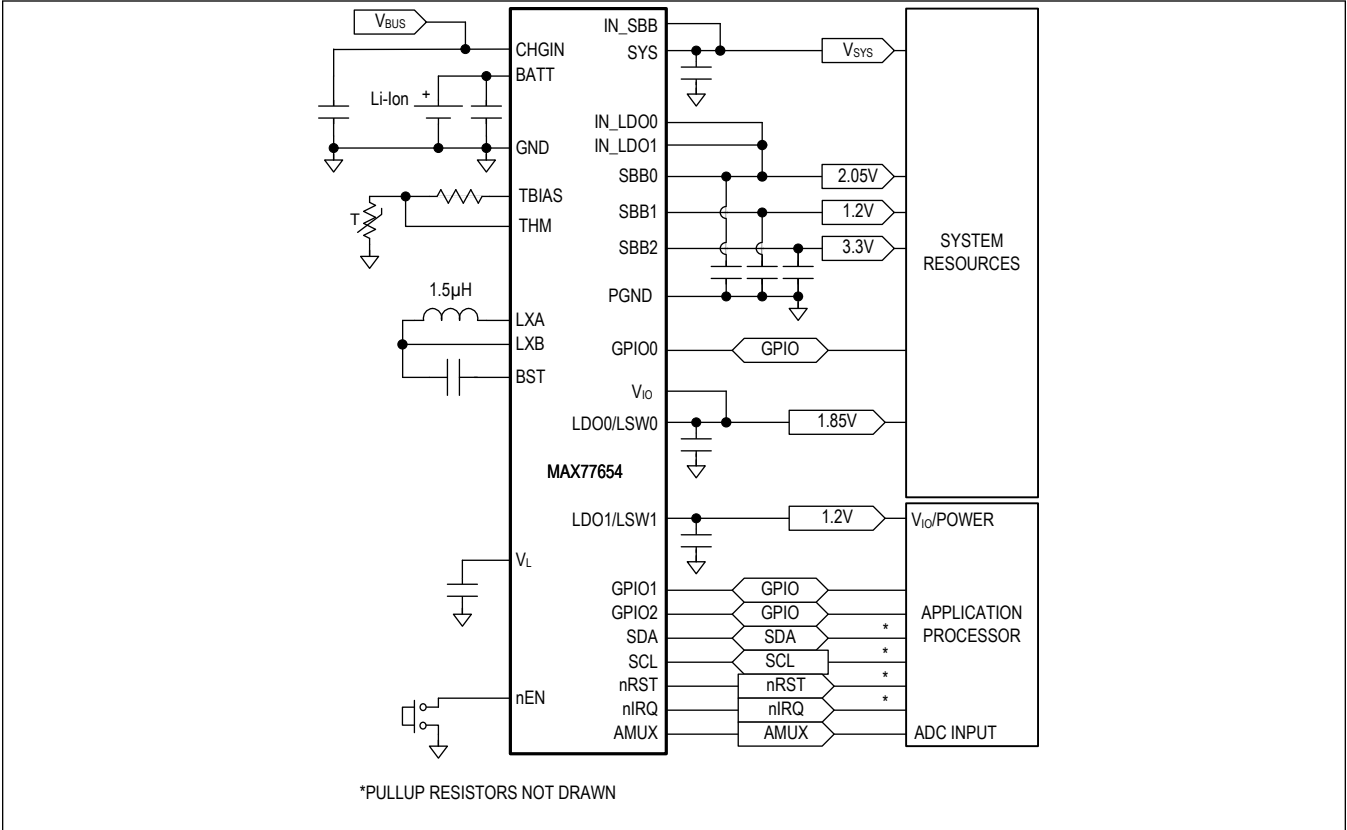 VBUS
CHGIN
BATT
Li-Ion +
GND
TBIAS
T
THM
1.5µH
LXA
LXB
BST
VL
nEN
MAX77654
IN_SBB
SYS
VSYS
IN_LDO0
IN_LDO1
SBB0
2.05V
SBB1
1.2V
SBB2
3.3V
PGND
GPIO0
GPIO
VIO
LDO0/LSW0
1.85V
SYSTEM
RESOURCES
LDO1/LSW1
1.2V
VIO/POWER
GPIO1
GPIO
GPIO2
GPIO
SDA
SDA
*
SCL
SCL
*
nRST
nRST
*
nIRQ
nIRQ
*
AMUX
AMUX
ADC INPUT
APPLICATION
PROCESSOR
*PULLUP RESISTORS NOT DRAWN